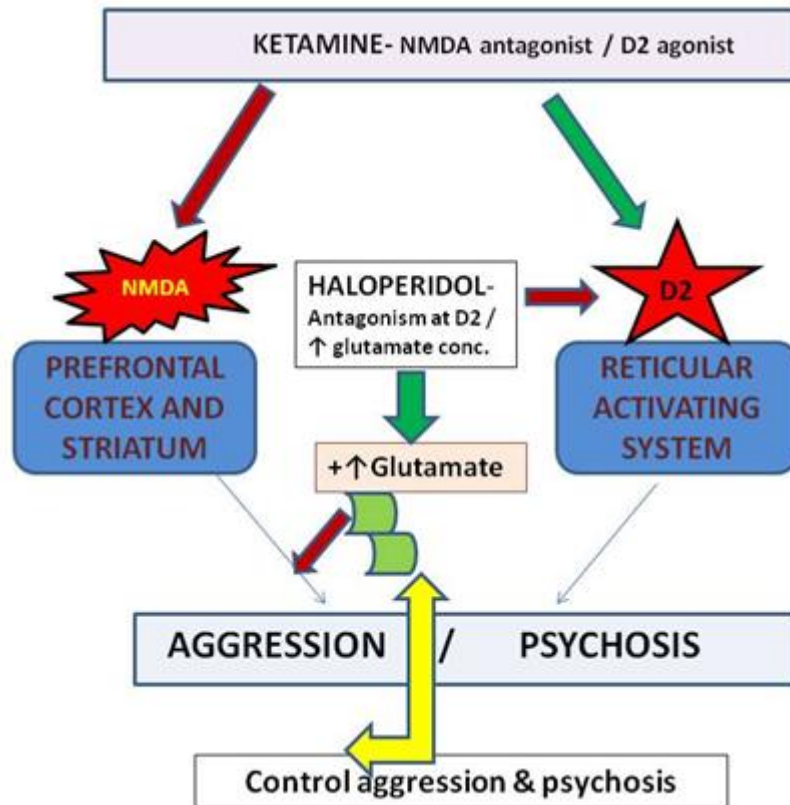 KETAMINE- NMDA antagonist / D2 agonist
NMDA
HALOPERIDOL-
Antagonism at D2 /
↑ glutamate conc.
D2
PREFRONTAL
CORTEX AND
STRIATUM
RETICULAR
ACTIVATING
SYSTEM
+↑Glutamate
AGGRESSION / PSYCHOSIS
Control aggression & psychosis